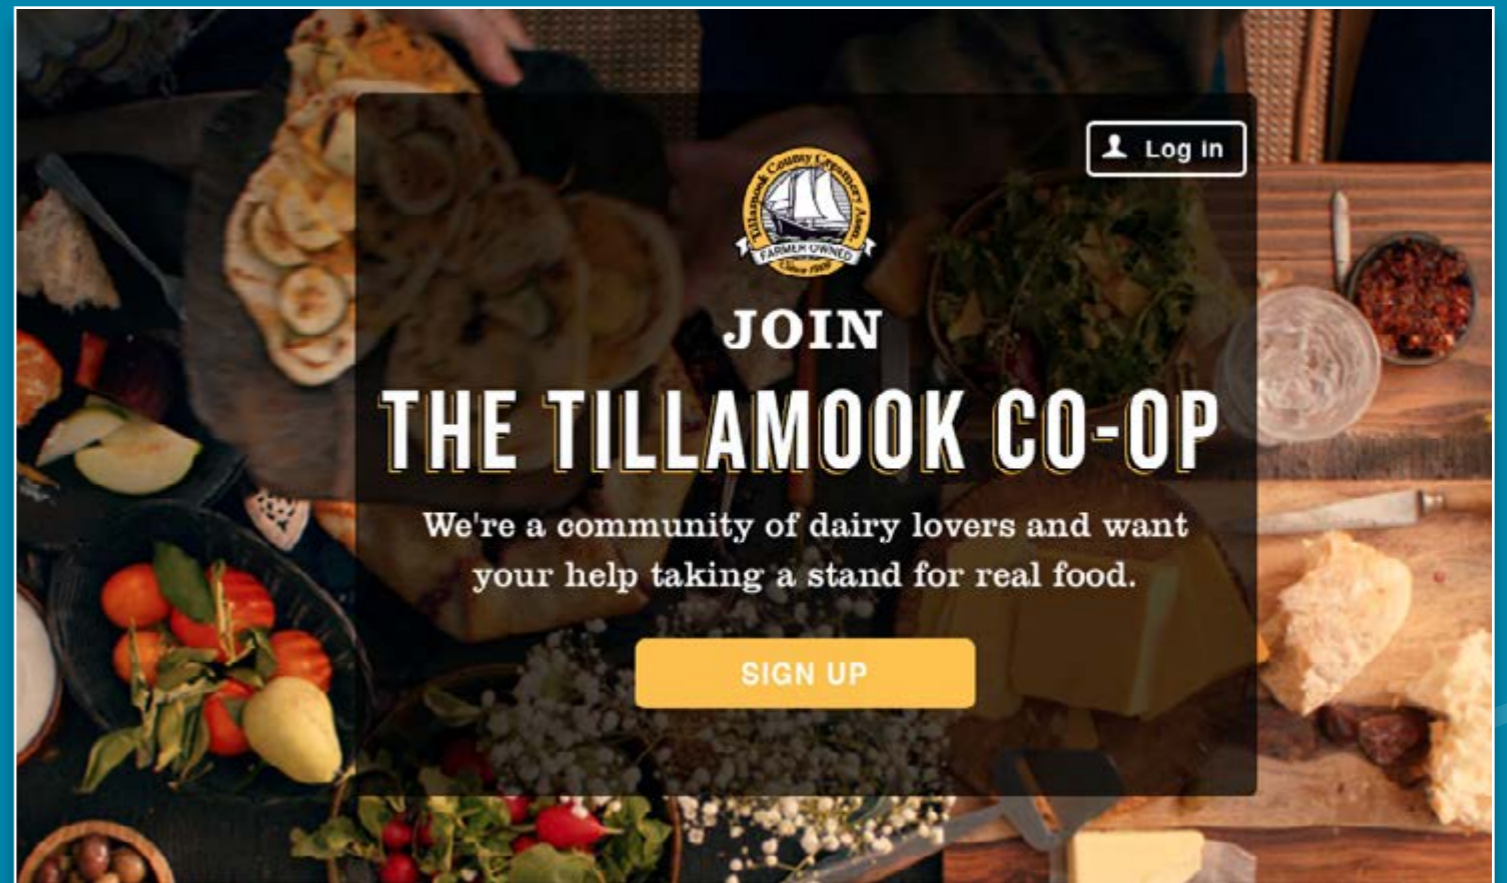 Log in
Tillamook County Creamery Assn.
FARMER OWNED
Since 1909
JOIN
THE TILLAMOOK CO-OP
We're a community of dairy lovers and want
your help taking a stand for real food.
SIGN UP